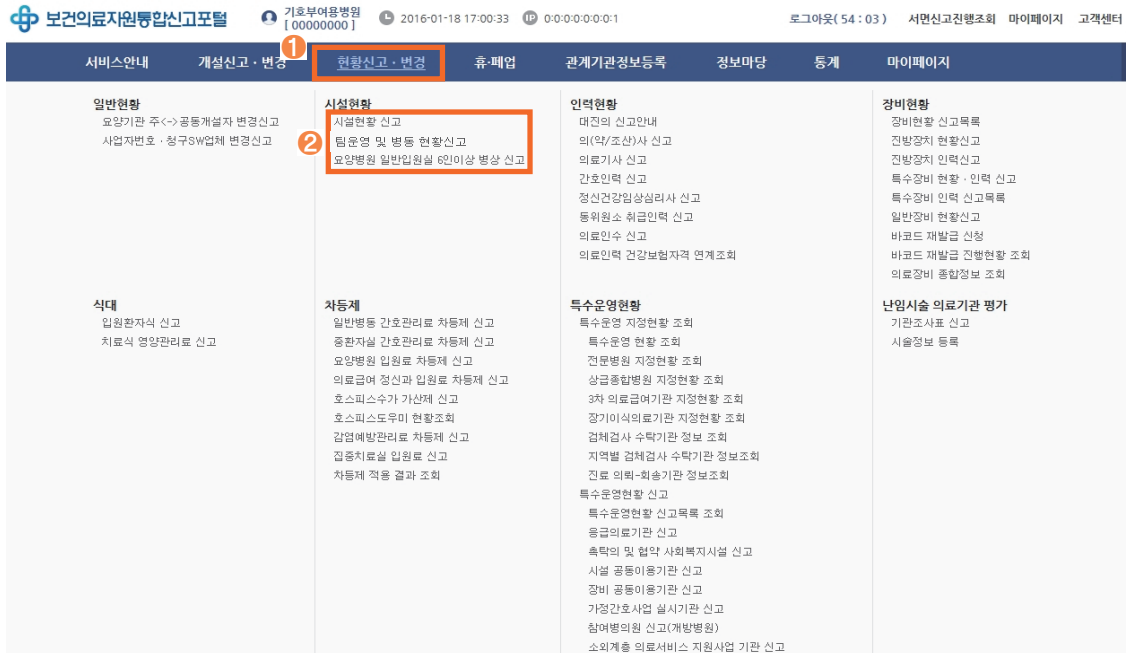 보건의료자원통합신고포털
기호부여용병원
[ 00000000 ]
2016-01-18 17:00:33
IP 0:0:0:0:0:0:0:1
로그아웃( 54 : 03 )
서면신고진행조회
마이페이지
고객센터
1
서비스안내
개설신고 · 변경
현황신고 · 변경
휴·폐업
관계기관정보등록
정보마당
통계
마이페이지
일반현황
요양기관 주<->공동개설자 변경신고
사업자번호 · 청구SW업체 변경신고
시설현황
2
시설현황 신고
팀운영 및 병동 현황신고
요양병원 일반입원실 6인이상 병상 신고
인력현황
대진의 신고안내
의(약/조산)사 신고
의료기사 신고
간호인력 신고
정신건강임상심리사 신고
동위원소 취급인력 신고
의료인수 신고
의료인력 건강보험자격 연계조회
장비현황
장비현황 신고목록
진방장치 현황신고
진방장치 인력신고
특수장비 현황 · 인력 신고
특수장비 인력 신고목록
일반장비 현황신고
바코드 재발급 신청
바코드 재발급 진행현황 조회
의료장비 종합정보 조회
식대
입원환자식 신고
치료식 영양관리료 신고
차등제
일반병동 간호관리료 차등제 신고
중환자실 간호관리료 차등제 신고
요양병원 입원료 차등제 신고
의료급여 정신과 입원료 차등제 신고
호스피스수가 가산제 신고
호스피스도우미 현황조회
감염예방관리료 차등제 신고
집중치료실 입원료 신고
차등제 적용 결과 조회
특수운영현황
특수운영 지정현황 조회
특수운영 현황 조회
전문병원 지정현황 조회
상급종합병원 지정현황 조회
3차 의료급여기관 지정현황 조회
장기이식의료기관 지정현황 조회
검체검사 수탁기관 정보 조회
지역별 검체검사 수탁기관 정보조회
진료 의뢰-회송기관 정보조회
특수운영현황 신고
특수운영현황 신고목록 조회
응급의료기관 신고
촉탁의 및 협약 사회복지시설 신고
시설 공동이용기관 신고
장비 공동이용기관 신고
가정간호사업 실시기관 신고
참여병의원 신고(개방병원)
소외계층 의료서비스 지원사업 기관 신고
난임시술 의료기관 평가
기관조사표 신고
시술정보 등록